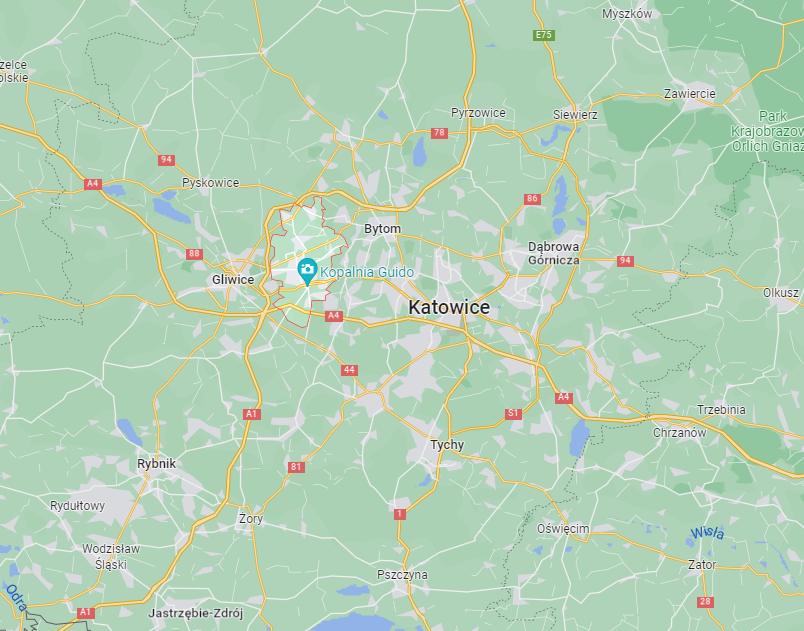 Myszków
E75
zelce
olskie
Zawiercie
Pyrzowice
Siewierz
Park
Krajobrazow
Orlich Gniaz
78
94
A4
Pyskowice
86
Bytom
Dąbrowa
Górnicza
88
94
Kopalnia Guido
Gliwice
Olkusz
Katowice
A4
44
A4
A1
S1
Trzebinia
Chrzanów
Tychy
Rybnik
81
Rydułtowy
1
Żory
Oświęcim
Wisła
Wodzisław
Śląski
Zator
Pszczyna
Odra
28
A1
Jastrzębie-Zdrój